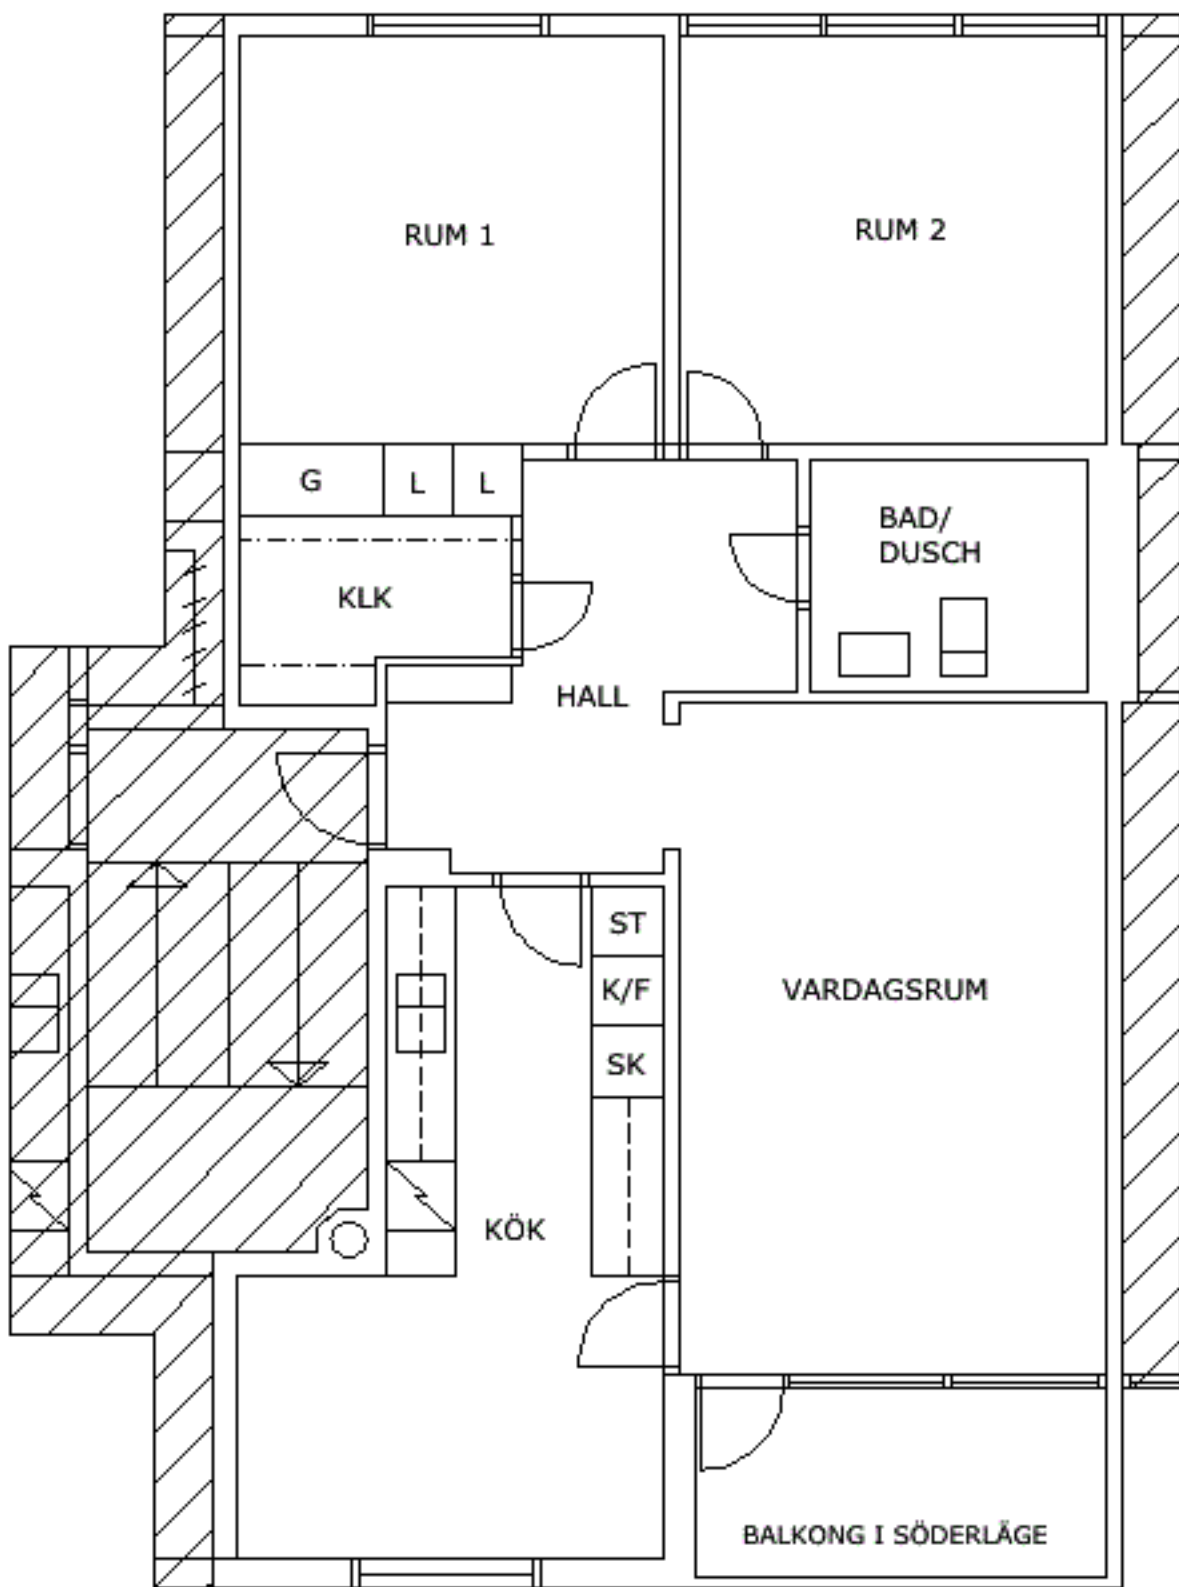 RUM 1
RUM 2
G
L
L
BAD/
DUSCH
KLK
HALL
ST
K/F
SK
VARDAGSRUM
KÖK
BALKONG I SÖDERLÄGE